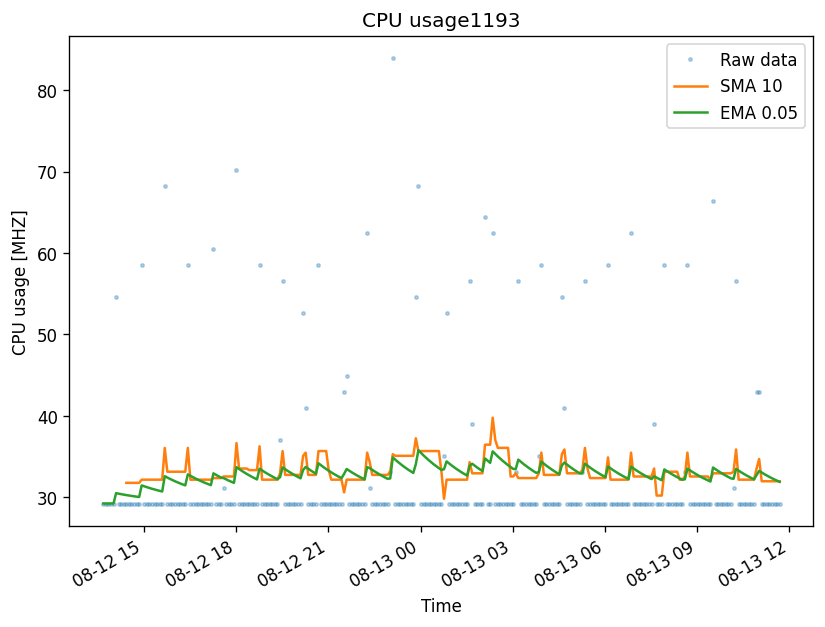 CPU usage1193
Raw data
SMA 10
EMA 0.05
CPU usage [MHZ]
80
70
60
50
40
30
08-12 15
08-12 18
08-12 21
08-13 00
08-13 03
08-13 06
08-13 09
08-13 12
Time